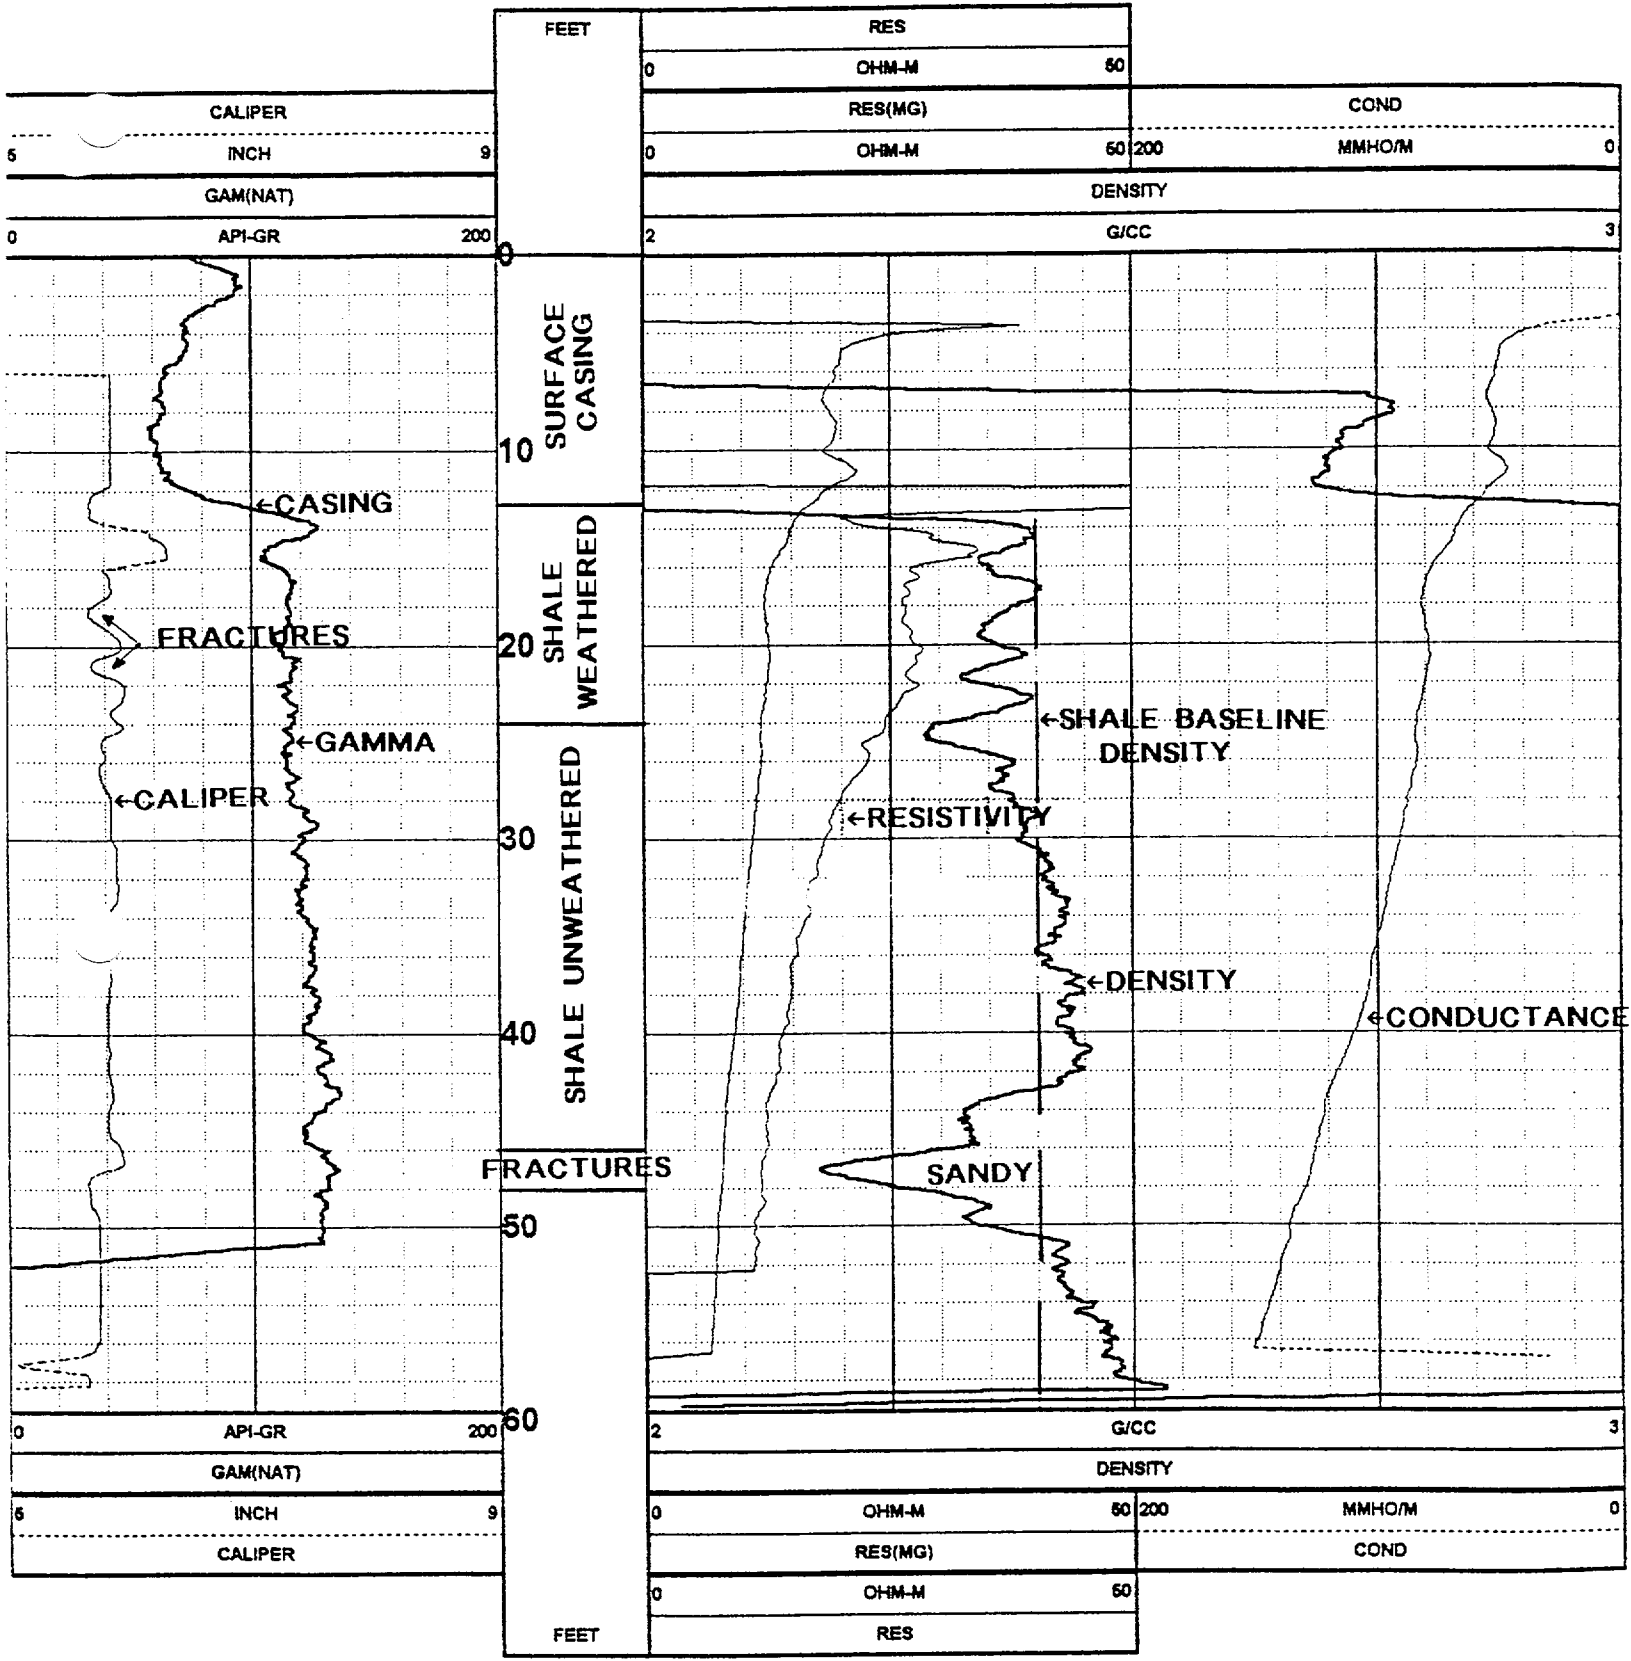 FEET
RES
0 OHM-M 50
CALIPER
RES(MG)
COND
5 INCH 9
0 OHM-M 50
200 MMHO/M 0
GAM(NAT)
DENSITY
0 API-GR 200
2 G/CC 3
0
SURFACE
CASING
10
←CASING
SHALE
WEATHERED
FRACTURES
20
←SHALE BASELINE
DENSITY
←GAMMA
←CALIPER
SHALE UNWEATHERED
←RESISTIVITY
30
←DENSITY
←CONDUCTANCE
40
FRACTURES
SANDY
50
60
0 API-GR 200
2 G/CC 3
GAM(NAT)
DENSITY
5 INCH 9
0 OHM-M 50
200 MMHO/M 0
CALIPER
RES(MG)
COND
0 OHM-M 50
FEET
RES